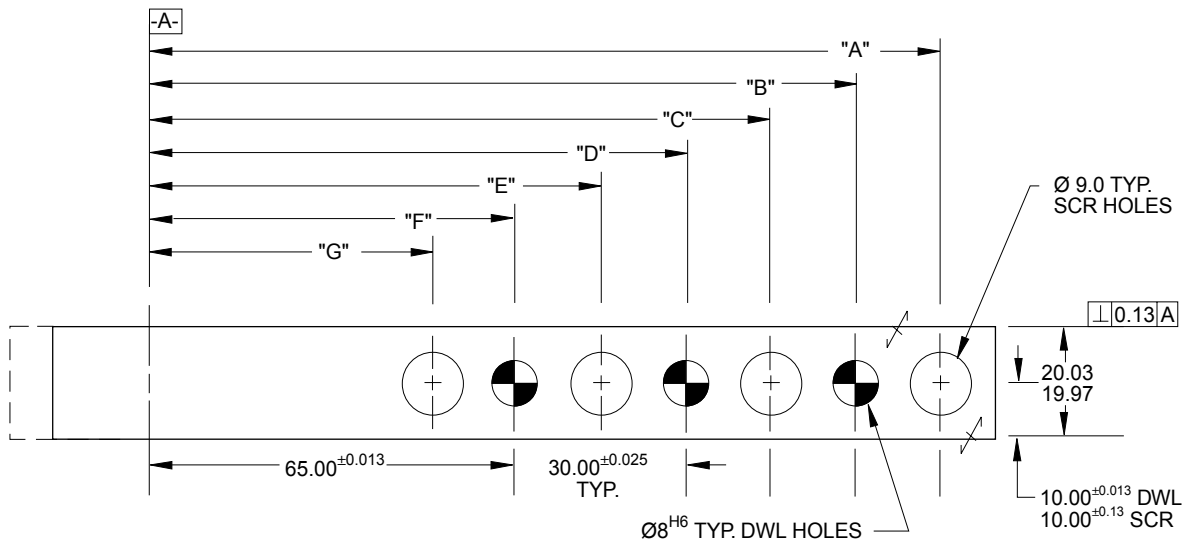 -A-
"A"
"B"
"C"
"D"
"E"
"F"
"G"
Ø 9.0 TYP.
SCR HOLES
⊥ 0.13 A
20.03
19.97
65.00±0.013
30.00±0.025
TYP.
10.00±0.013 DWL
10.00±0.13 SCR
Ø8H6 TYP. DWL HOLES